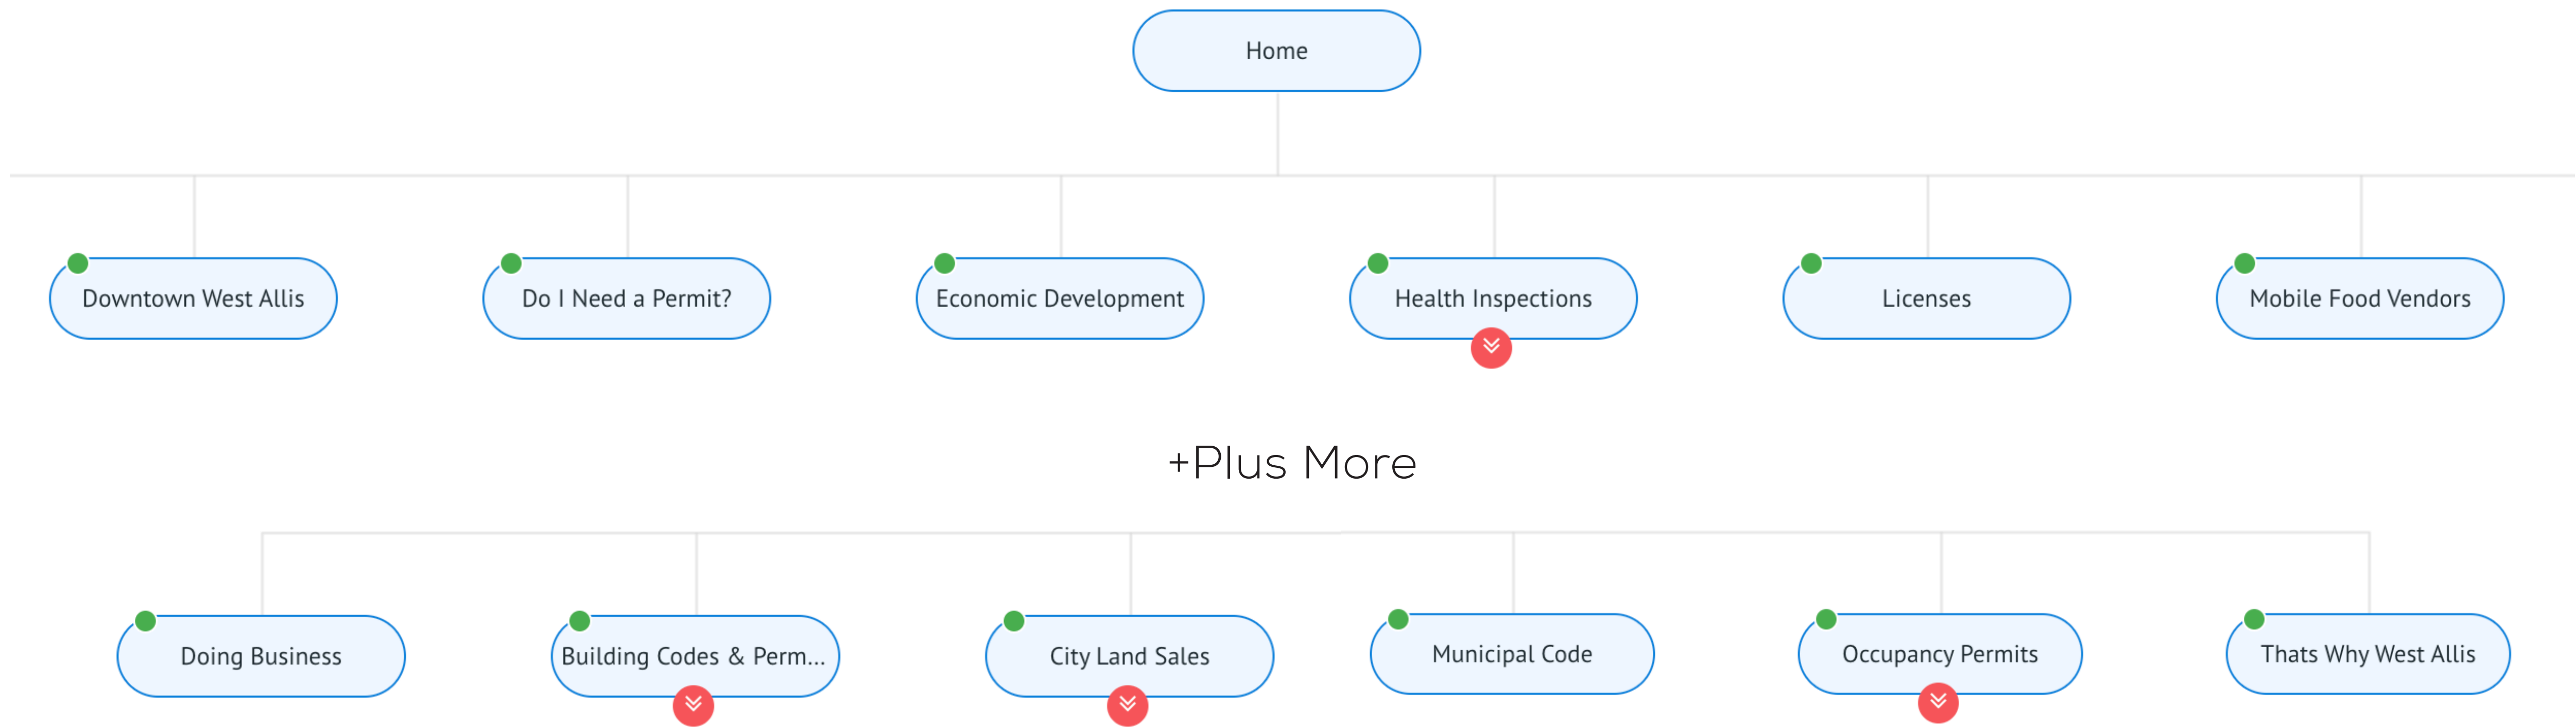 Home
Downtown West Allis
Do I Need a Permit?
Economic Development
Health Inspections
Licenses
Mobile Food Vendors
+Plus More
Doing Business
Building Codes & Perm...
City Land Sales
Municipal Code
Occupancy Permits
Thats Why West Allis